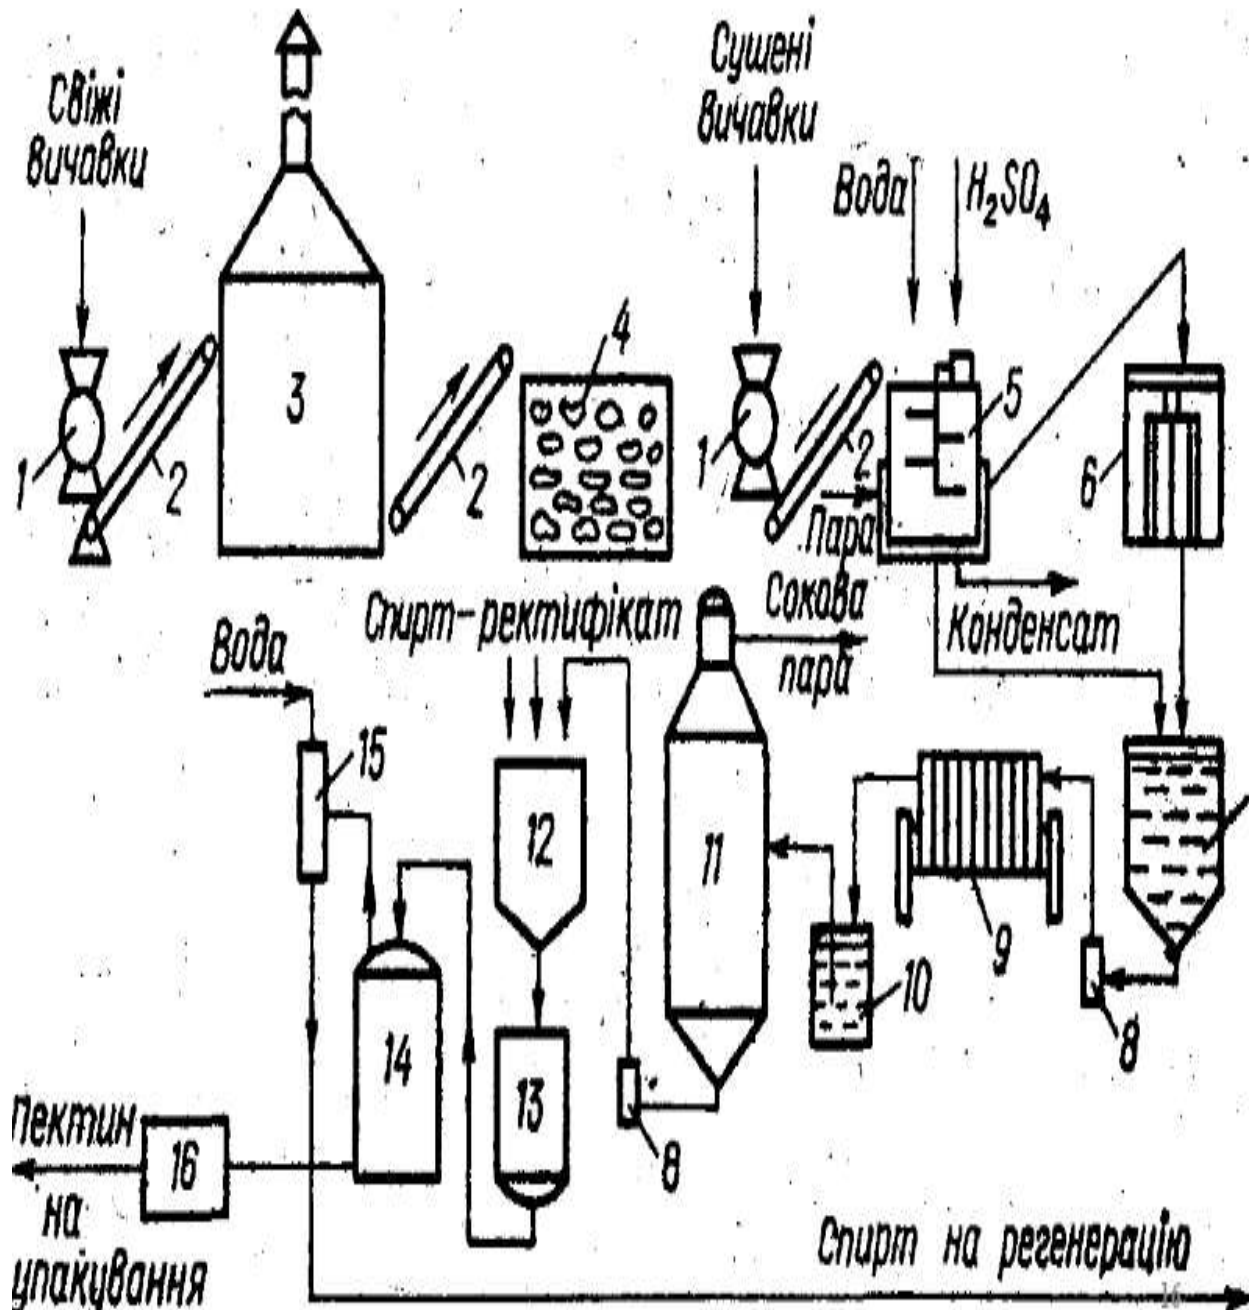 Свіжі
вичавки
Сушені
вичавки
Вода
H₂SO₄
1
2
3
2
4
1
2
5
6
Пара
Конденсат
Сокова
пара
Спирт-ректифікат
Вода
15
12
11
9
10
8
14
13
8
16
Пектин
на
упакування
Спирт на регенерацію
16